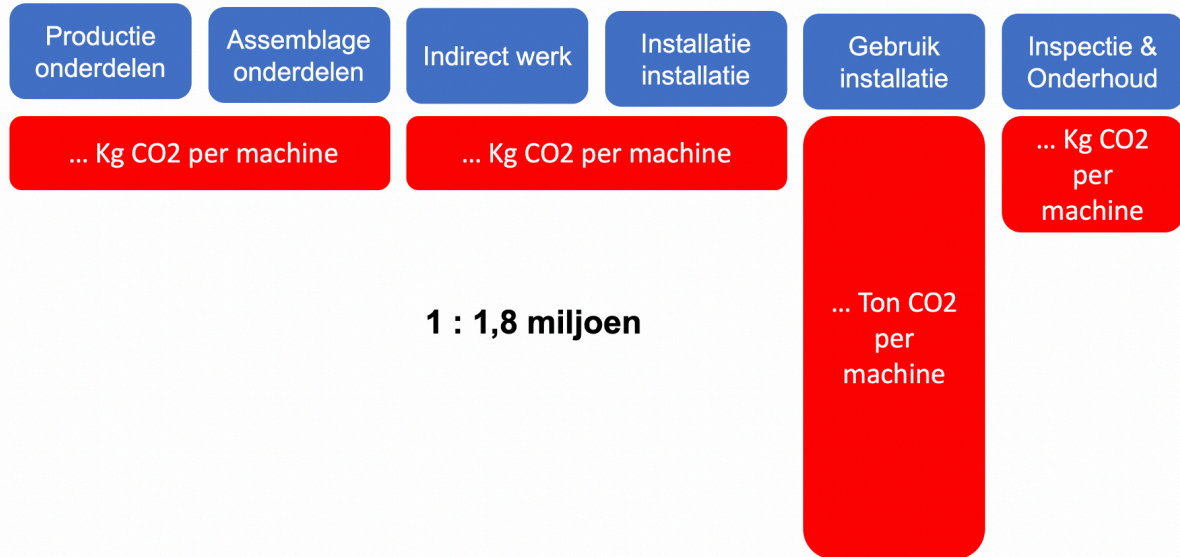 Productie
onderdelen
Assemblage
onderdelen
Indirect werk
Installatie
installatie
Gebruik
installatie
Inspectie &
Onderhoud
... Kg CO2 per machine
... Kg CO2 per machine
... Ton CO2
per
machine
... Kg CO2
per
machine
1 : 1,8 miljoen